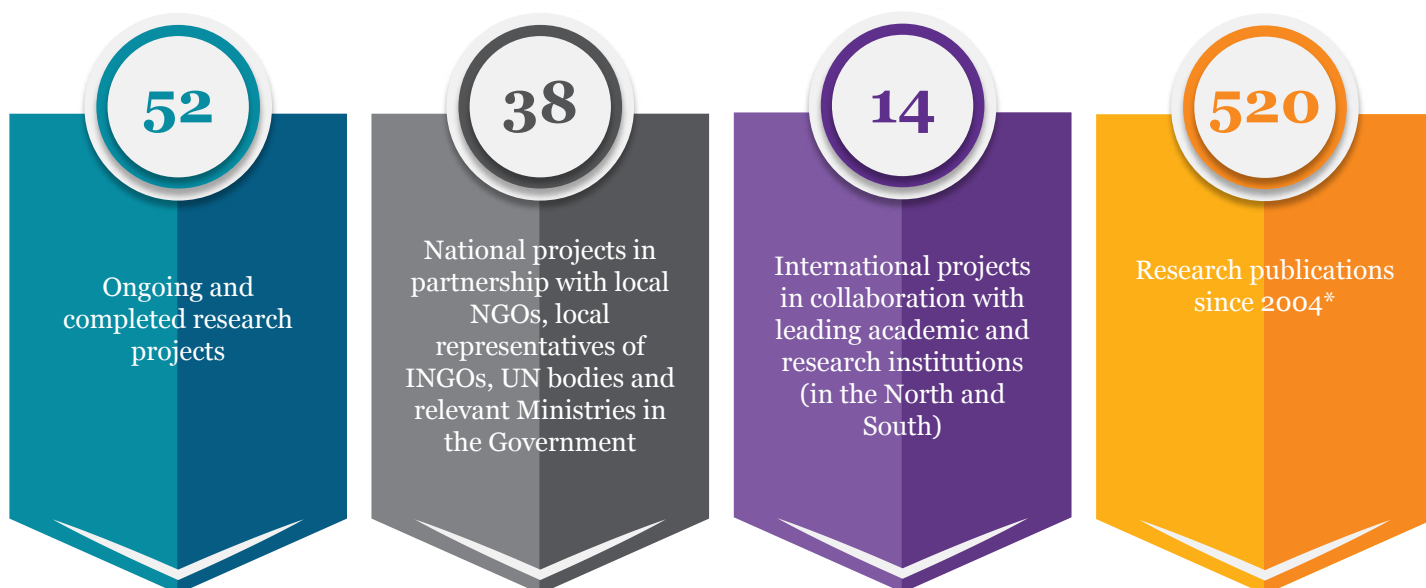 52
Ongoing and
completed research
projects
38
National projects in
partnership with local
NGOs, local
representatives of
INGOs, UN bodies and
relevant Ministries in
the Government
14
International projects
in collaboration with
leading academic and
research institutions
(in the North and
South)
520
Research publications
since 2004*